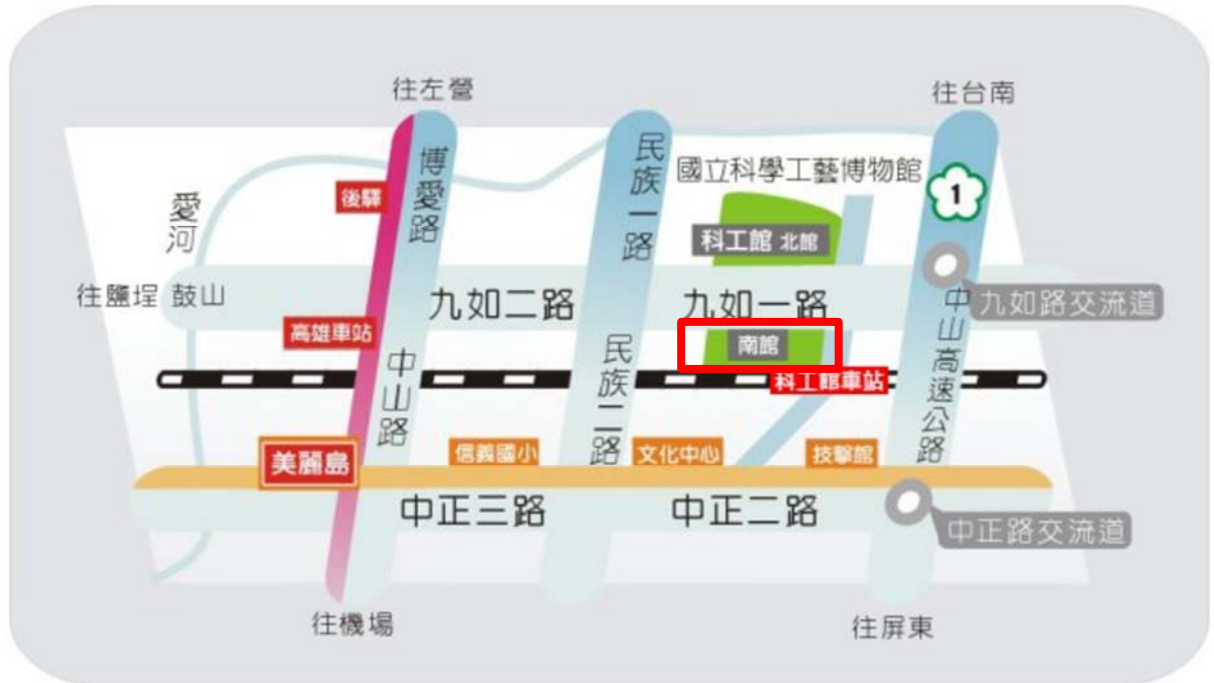 往左營
往台南
博愛路
民族一路
國立科學工藝博物館
1
後驛
愛河
科工館 北館
往鹽埕 鼓山
九如二路
九如一路
九如路交流道
高雄車站
南館
中山路
民族二路
中山高速公路
科工館車站
美麗島
信義國小
文化中心
技擊館
中正三路
中正二路
中正路交流道
往機場
往屏東